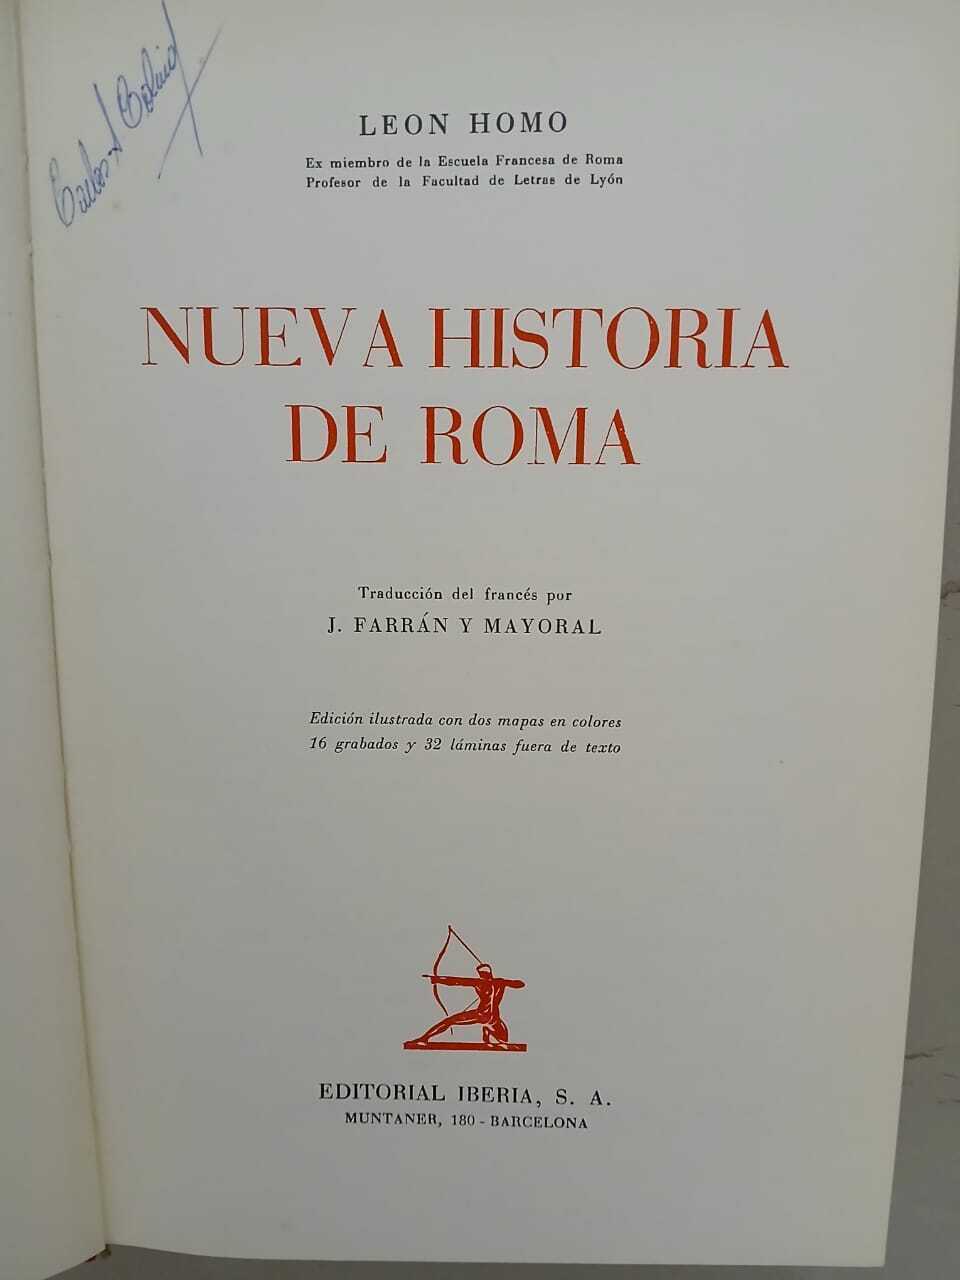 LEON HOMO
Ex miembro de la Escuela Francesa de Roma
Profesor de la Facultad de Letras de Lyón
NUEVA HISTORIA
DE ROMA
Traducción del francés por
J. FARRÁN Y MAYORAL
Edición ilustrada con dos mapas en colores
16 grabados y 32 láminas fuera de texto
EDITORIAL IBERIA, S. A.
MUNTANER, 180 - BARCELONA